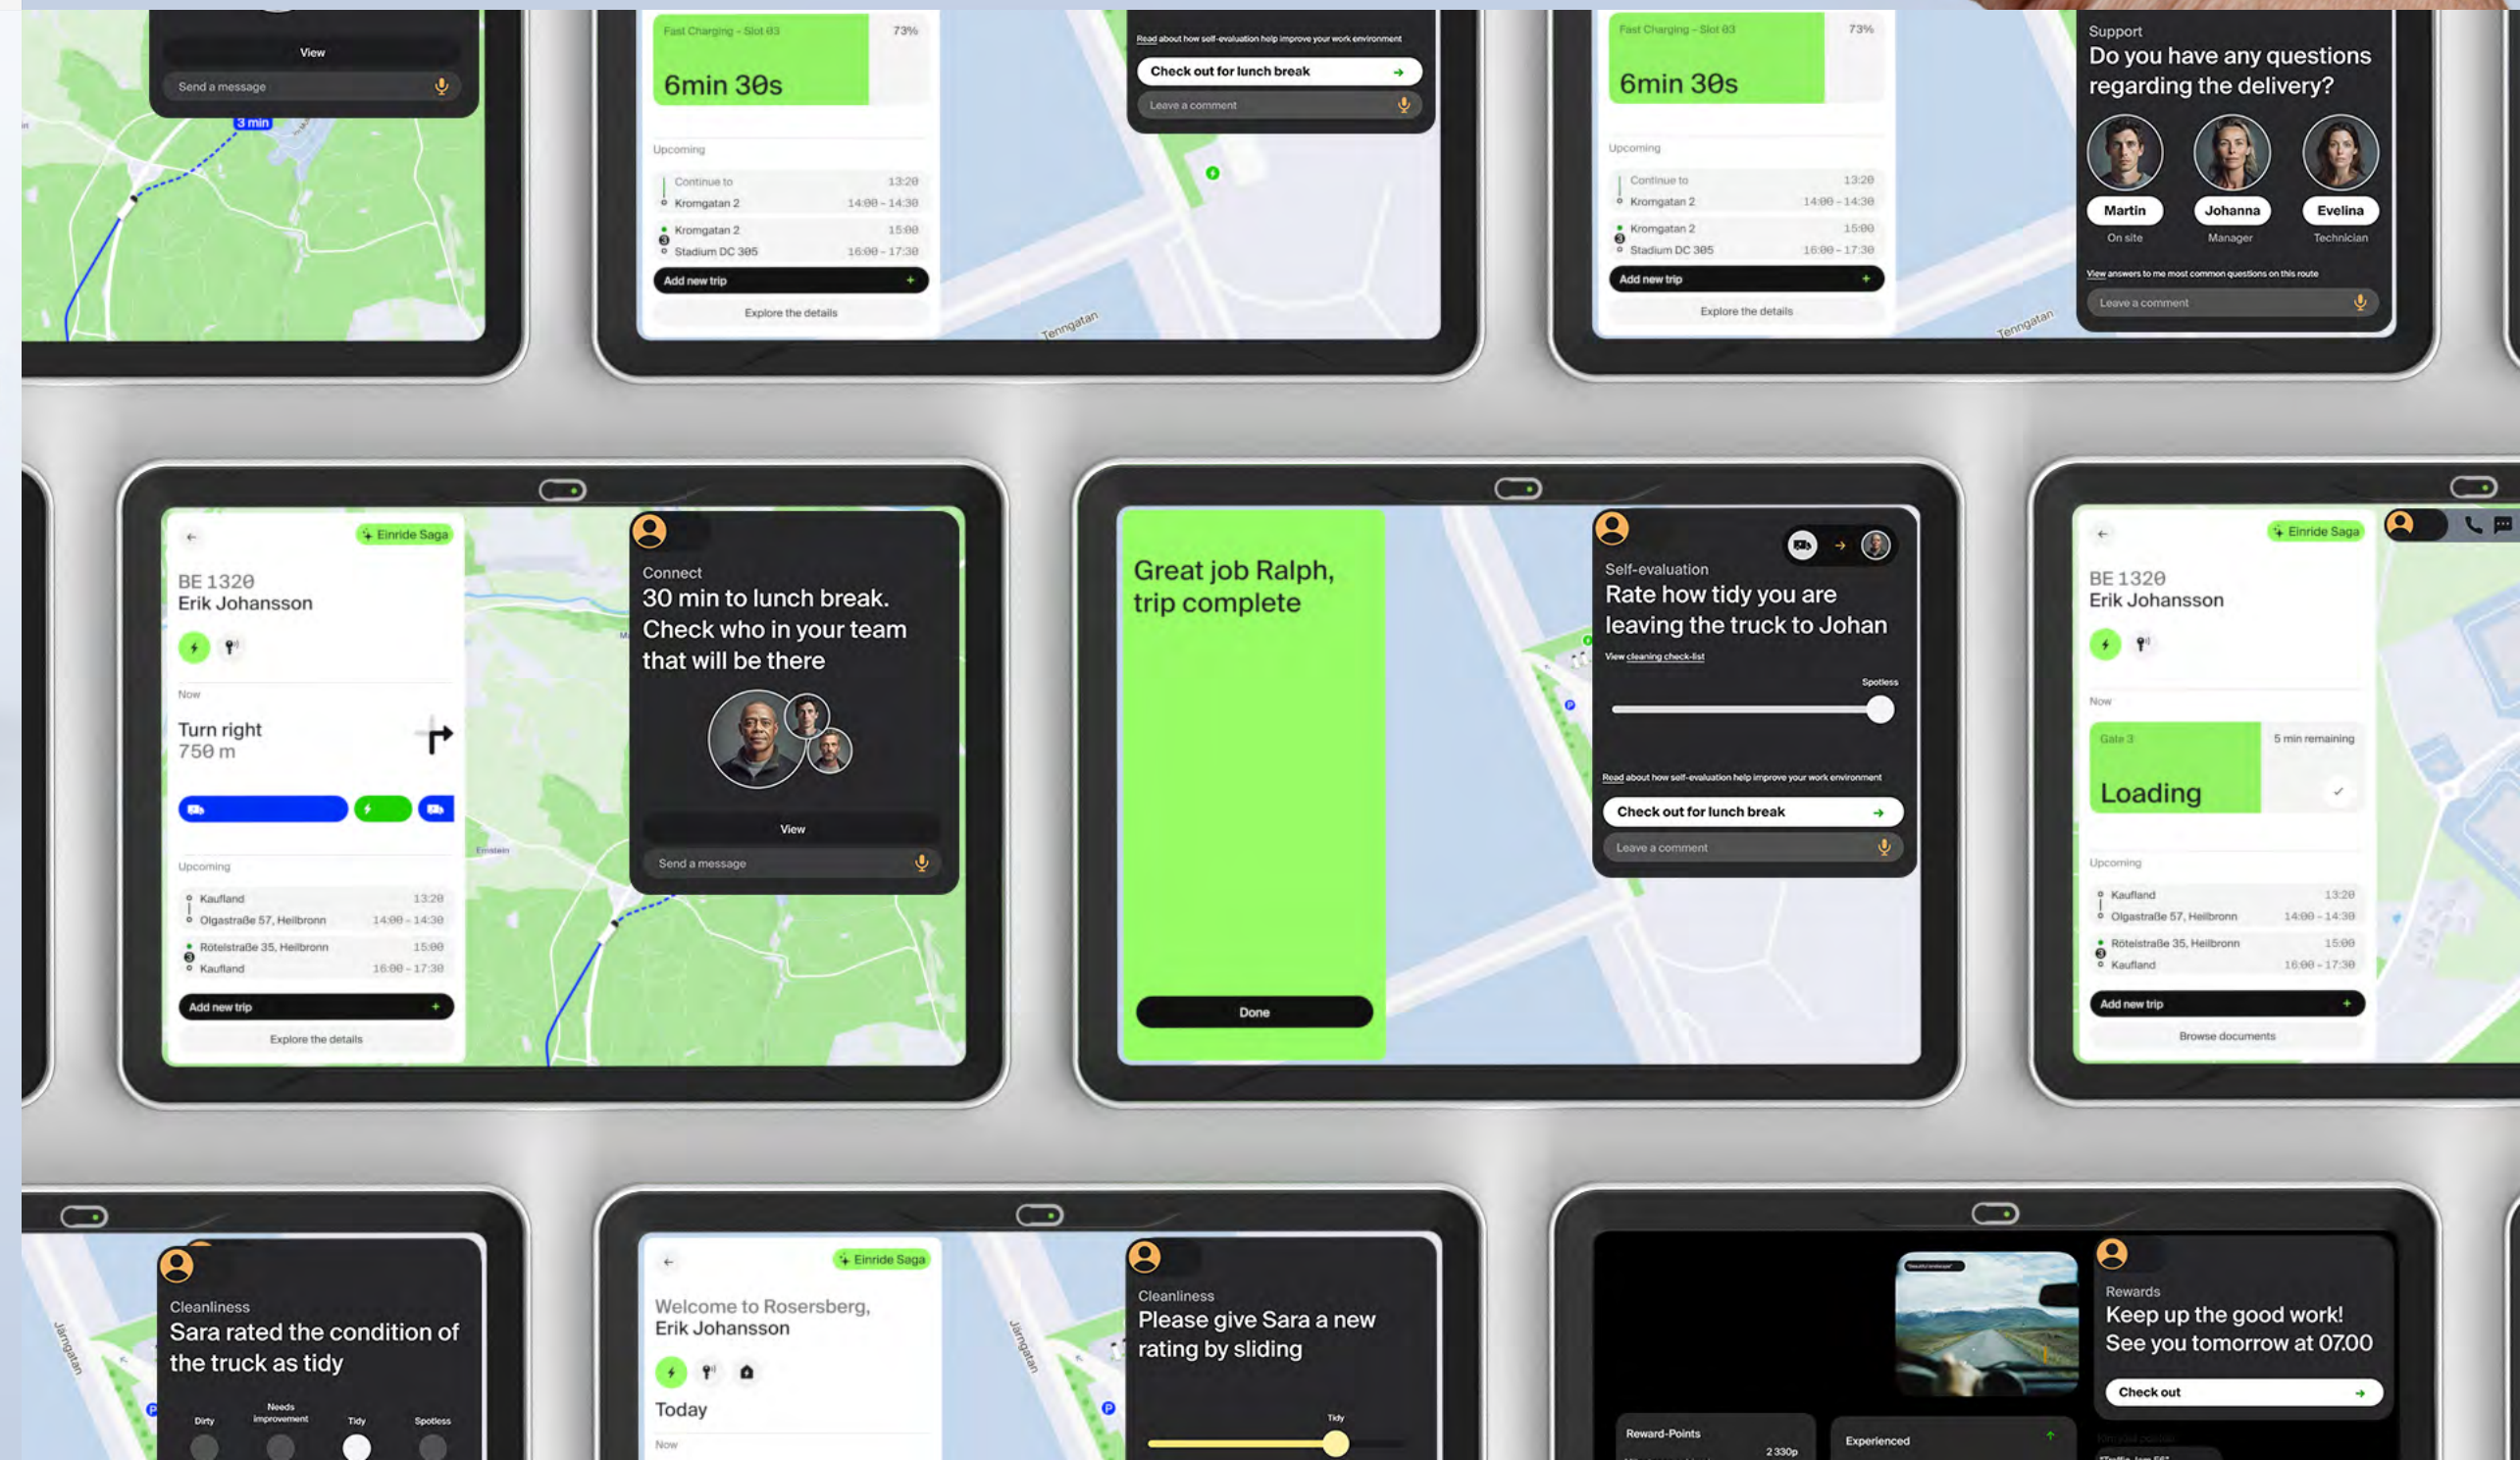 View
Send a message
3 min
Fast Charging - Slot 03
73%
6min 30s
Upcoming
Continue to
13:20
Kromgatan 2
14:00 - 14:30
Kromgatan 2
15:00
3
Stadium DC 305
16:00 - 17:30
Add new trip
+
Explore the details
Read about how self-evaluation help improve your work environment
Check out for lunch break
Leave a comment
Tenngatan
Fast Charging - Slot 03
73%
6min 30s
Upcoming
Continue to
13:20
Kromgatan 2
14:00 - 14:30
Kromgatan 2
15:00
3
Stadium DC 305
16:00 - 17:30
Add new trip
+
Explore the details
Tenngatan
Support
Do you have any questions
regarding the delivery?
Martin
Johanna
Evelina
On site
Manager
Technician
View answers to me most common questions on this route
Leave a comment
Einride Saga
BE 1320
Erik Johansson
Now
Turn right
750 m
Upcoming
Kaufland
13:20
Olgastraße 57, Heilbronn
14:00 - 14:30
Rötelstraße 35, Heilbronn
15:00
3
Kaufland
16:00 - 17:30
Add new trip
+
Explore the details
Connect
30 min to lunch break.
Check who in your team
that will be there
View
Send a message
Great job Ralph,
trip complete
Done
P
Self-evaluation
Rate how tidy you are
leaving the truck to Johan
View cleaning check-list
Spotless
Read about how self-evaluation help improve your work environment
Check out for lunch break
Leave a comment
Einride Saga
BE 1320
Erik Johansson
Now
Gate 3
5 min remaining
Loading
Upcoming
Kaufland
13:20
Olgastraße 57, Heilbronn
14:00 - 14:30
Rötelstraße 35, Heilbronn
15:00
3
Kaufland
16:00 - 17:30
Add new trip
+
Browse documents
Järngatan
P
Cleanliness
Sara rated the condition of
the truck as tidy
Dirty
Needs
improvement
Tidy
Spotless
Einride Saga
Welcome to Rosersberg,
Erik Johansson
Today
Now
Järngatan
P
Cleanliness
Please give Sara a new
rating by sliding
Tidy
Rewards
Keep up the good work!
See you tomorrow at 07.00
Check out
Reward-Points
2 330p
Experienced